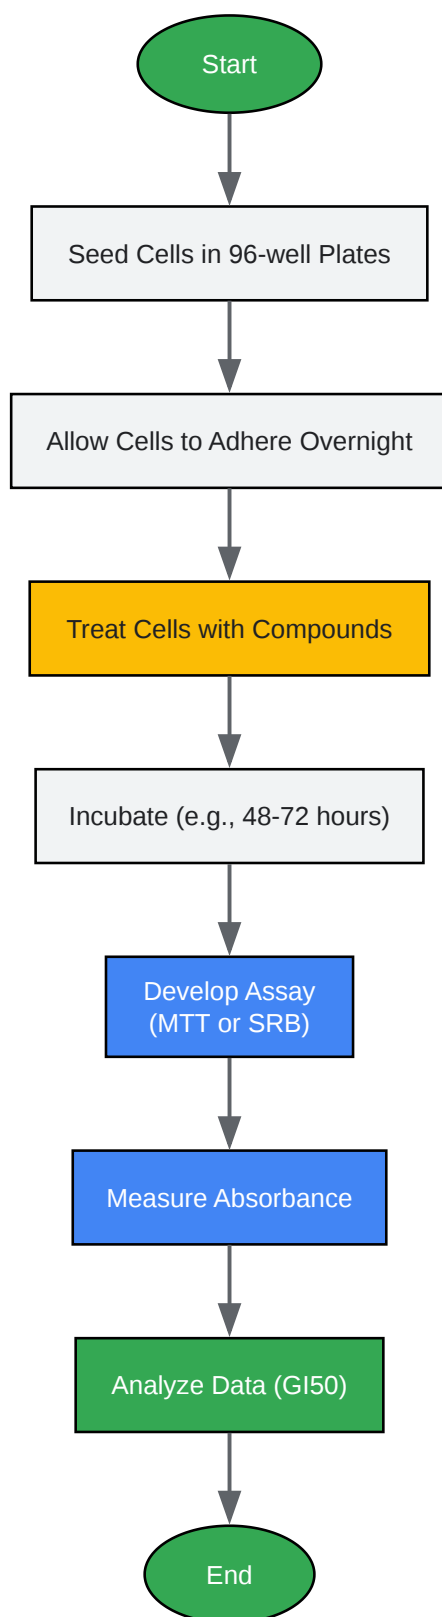 Start
Seed Cells in 96-well Plates
Allow Cells to Adhere Overnight
Treat Cells with Compounds
Incubate (e.g., 48-72 hours)
Develop Assay
(MTT or SRB)
Measure Absorbance
Analyze Data (GI50)
End